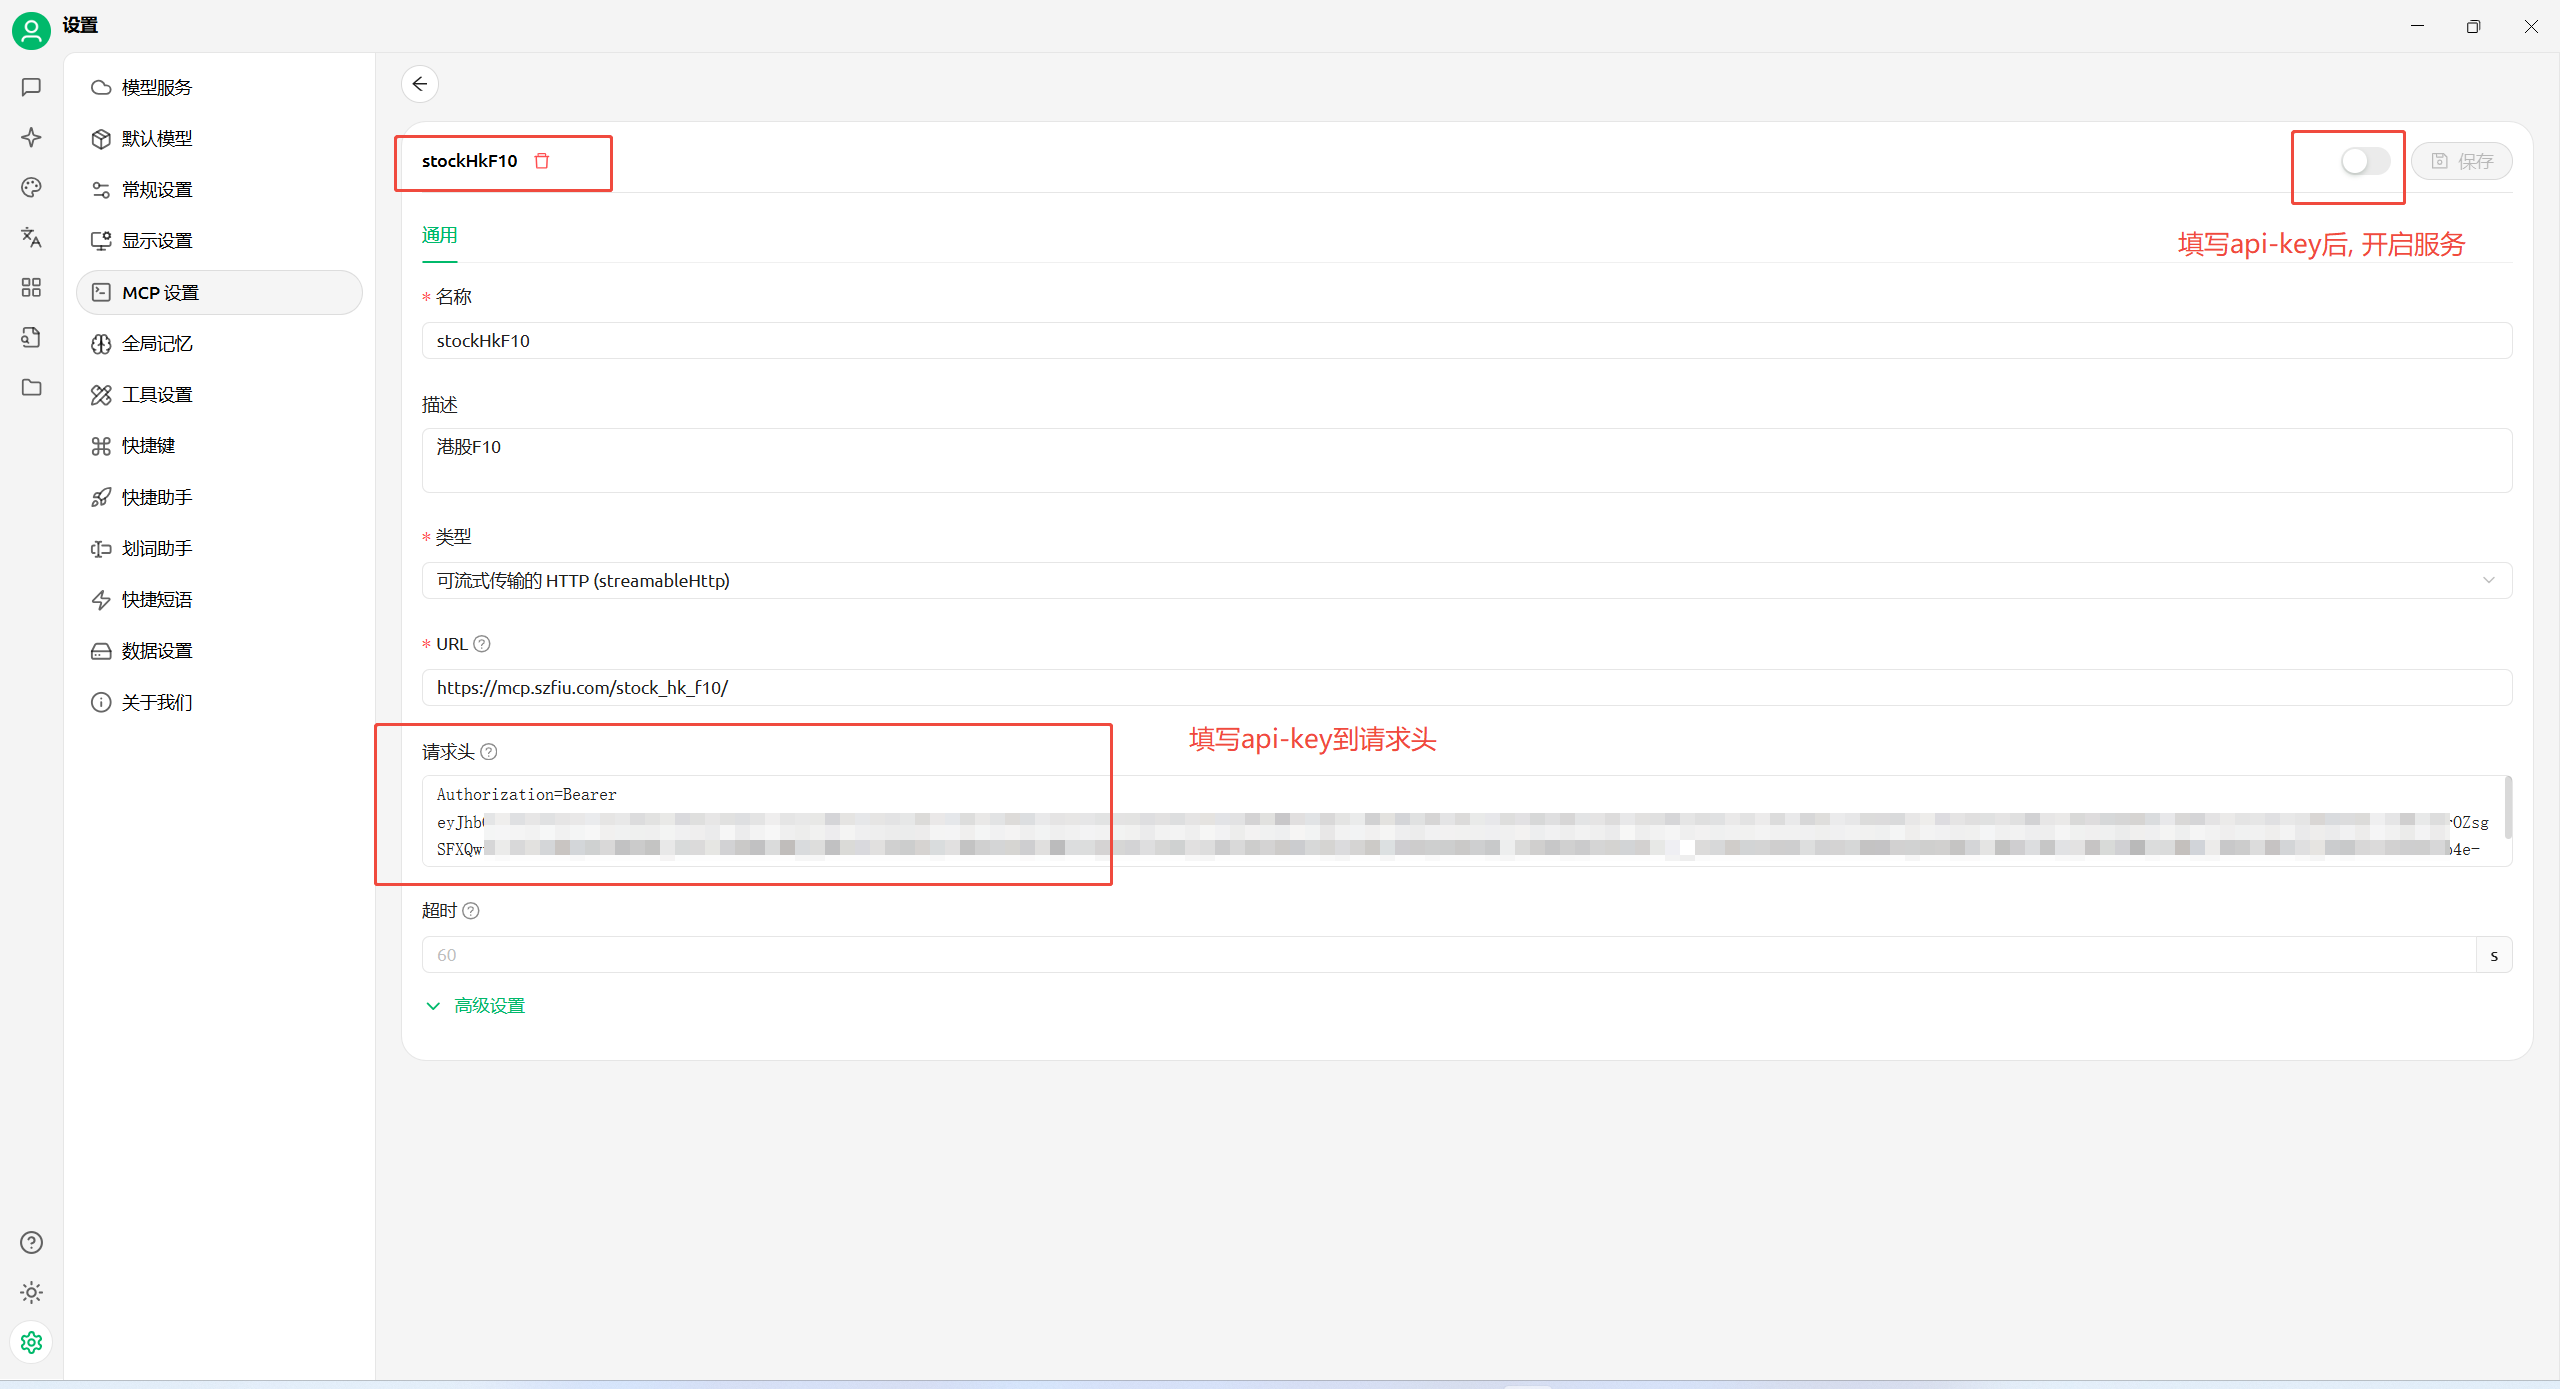 设置
模型服务
默认模型
常规设置
显示设置
MCP 设置
全局记忆
工具设置
快捷键
快捷助手
划词助手
快捷短语
数据设置
关于我们
stockHkF10
保存
填写api-key后, 开启服务
通用
* 名称
stockHkF10
描述
港股F10
* 类型
可流式传输的 HTTP (streamableHttp)
* URL
https://mcp.szfiu.com/stock_hk_f10/
填写api-key到请求头
请求头
Authorization=Bearer
eyJhb OZsg
SFXQw 4e-
超时
60 s
高级设置